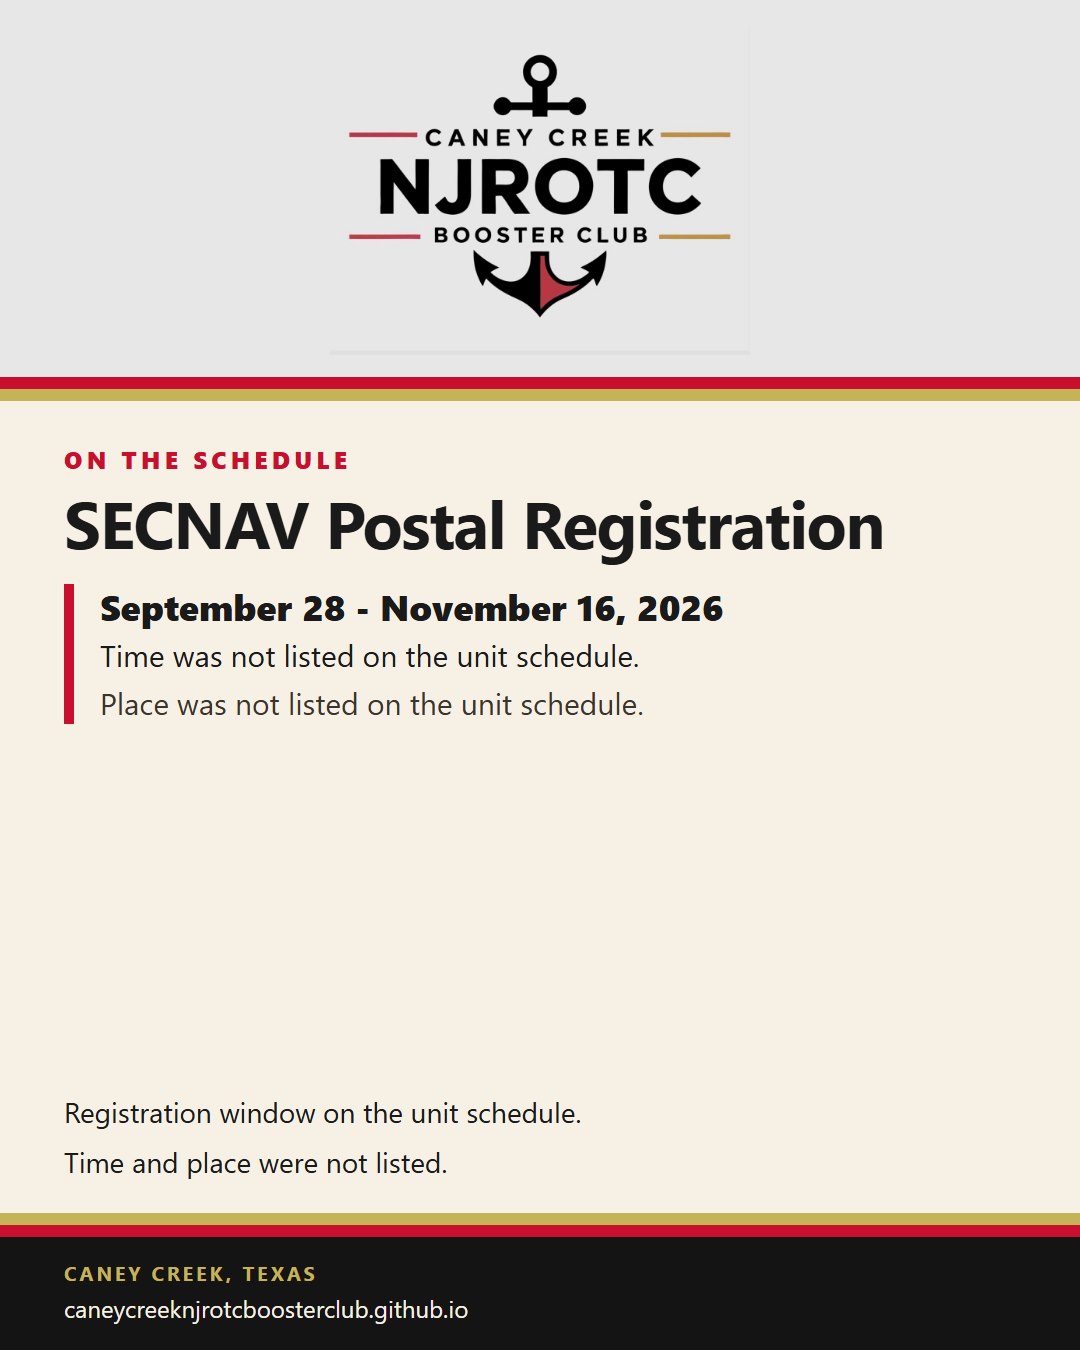 CANEY CREEK
NJROTC
BOOSTER CLUB
ON THE SCHEDULE
SECNAV Postal Registration
September 28 - November 16, 2026
Time was not listed on the unit schedule.
Place was not listed on the unit schedule.
Registration window on the unit schedule.
Time and place were not listed.
CANEY CREEK, TEXAS
caneycreeknjrotcboosterclub.github.io